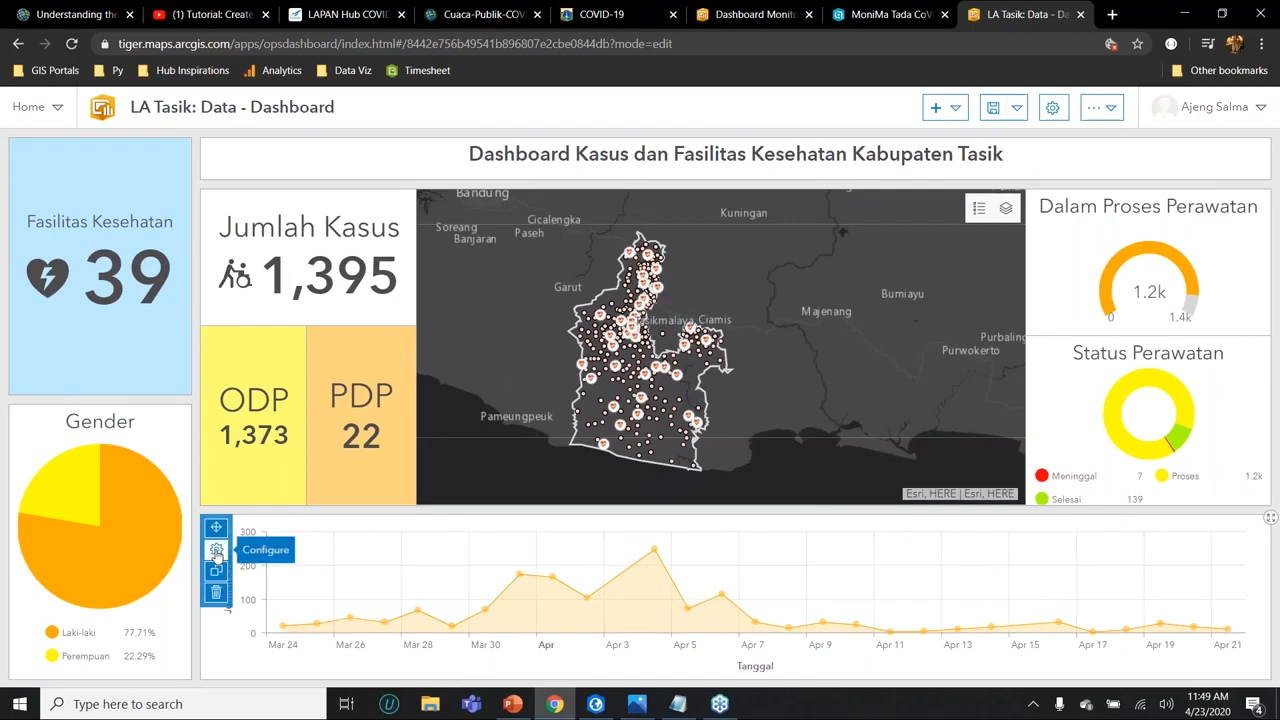 Understanding the
(1) Tutorial: Create
LAPAN Hub COVID
Cuaca-Publik-COV
COVID-19
Dashboard Monito
MoniMa Tada CoV
LA Tasik: Data - Das
tiger.maps.arcgis.com/apps/opsdashboard/index.html#/8442e756b49541b896807e2cbe0844db?mode=edit
GIS Portals
Py
Hub Inspirations
Analytics
Data Viz
Timesheet
Other bookmarks
Home
LA Tasik: Data - Dashboard
Ajeng Salma
Dashboard Kasus dan Fasilitas Kesehatan Kabupaten Tasik
Fasilitas Kesehatan
39
Jumlah Kasus
1,395
ODP
1,373
PDP
22
Bandung
Cicalengka
Soreang
Paseh
Banjaran
Kuningan
Garut
asikmalaya, Ciamis
Majenang
Bumiayu
Purbaling
Purwokerto
Pameungpeuk
Esri, HERE | Esri, HERE
Dalam Proses Perawatan
1.2k
0
1.4k
Status Perawatan
Meninggal 7
Proses 1.2k
Selesai 139
Gender
Laki-laki 77.71%
Perempuan 22.29%
Configure
300
200
100
0
Mar 24
Mar 26
Mar 28
Mar 30
Apr
Apr 3
Apr 5
Apr 7
Apr 9
Apr 11
Apr 13
Apr 15
Apr 17
Apr 19
Apr 21
Tanggal
Type here to search
11:49 AM
4/23/2020
4